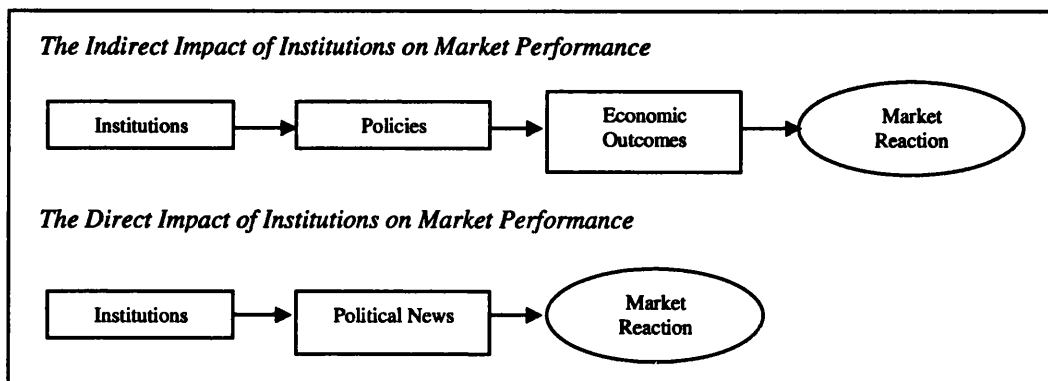 The Indirect Impact of Institutions on Market Performance
Institutions
Policies
Economic
Outcomes
Market
Reaction
The Direct Impact of Institutions on Market Performance
Institutions
Political News
Market
Reaction